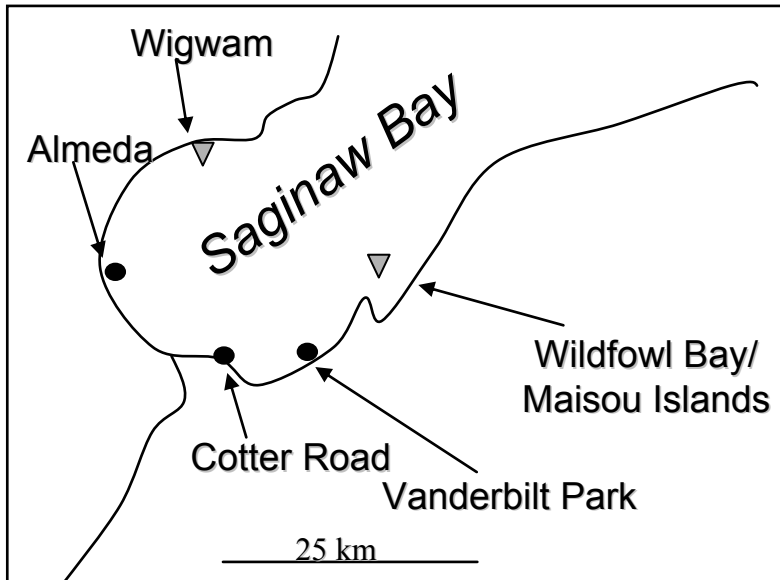 Wigwam
Almeda
Saginaw Bay
Wildfowl Bay/
Maisou Islands
Cotter Road
Vanderbilt Park
25 km